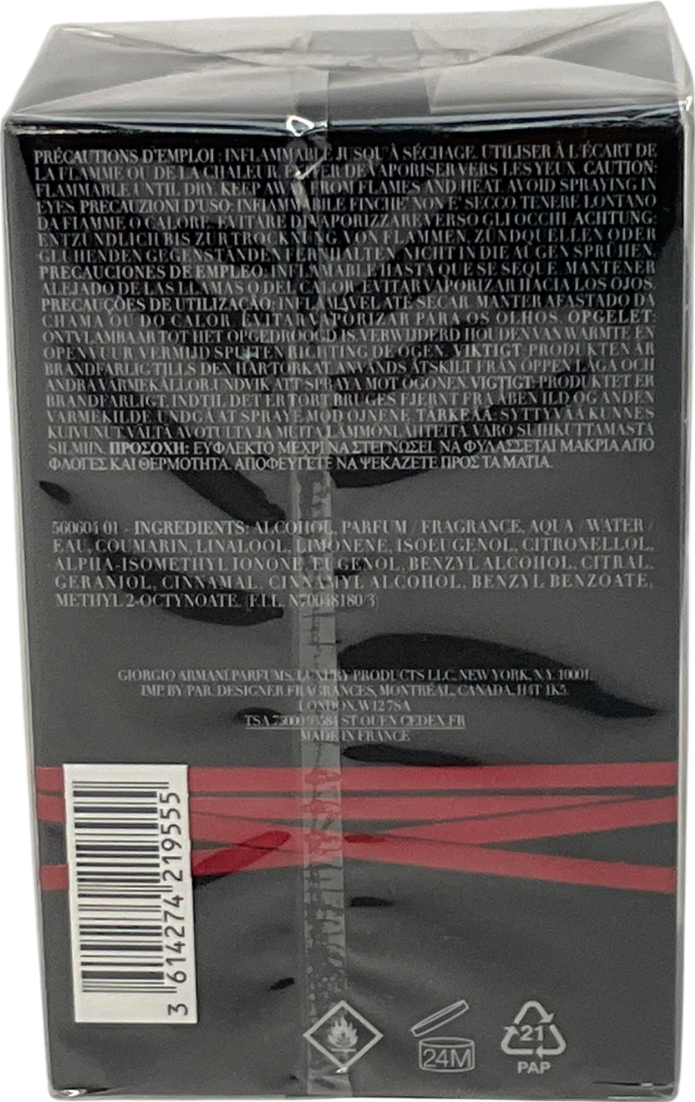 PRÉCAUTIONS D'EMPLOI : INFLAMMABLE JUSQU'À SÉCHAGE. UTILISER À L'ÉCART DE
LA FLAMME OU DE LA CHALEUR, ÉVITER DE VAPORISER VERS LES YEUX. CAUTION:
FLAMMABLE UNTIL DRY. KEEP AWAY FROM FLAMES AND HEAT. AVOID SPRAYING IN
EYES. PRECAUZIONI D'USO: INFIAMMABILE FINCHE' NON E' SECCO. TENERE LONTANO
DA FIAMME O CALORE. EVITARE DI VAPORIZZARE VERSO GLI OCCHI. ACHTUNG:
ENTZÜNDLICH BIS ZUR TROCKNUNG. VON FLAMMEN, ZÜNDQUELLEN ODER
GLÜHENDEN GEGENSTÄNDEN FERNHALTEN. NICHT IN DIE AUGEN SPRÜHEN.
PRECAUCIONES DE EMPLEO: INFLAMABLE HASTA QUE SE SEQUE. MANTENER
ALEJADO DE LAS LLAMAS O DEL CALOR. EVITAR VAPORIZAR HACIA LOS OJOS.
PRECAUÇÕES DE UTILIZAÇÃO: INFLAMÁVEL ATÉ SECAR. MANTER AFASTADO DA
CHAMA OU DO CALOR. EVITAR VAPORIZAR PARA OS OLHOS. OPGELET:
ONTVLAMBAAR TOT HET OPGEDROOGD IS. VERWIJDERD HOUDEN VAN WARMTE EN
OPEN VUUR. VERMIJD SPUITEN RICHTING DE OGEN. VIKTIGT: PRODUKTEN ÄR
BRANDFARLIG TILLS DEN HAR TORKAT. ANVÄNDS ÅTSKILT FRÅN ÖPPEN LÅGA OCH
ANDRA VÄRMEKÄLLOR. UNDVIK ATT SPRAYA MOT ÖGONEN. VIGTIGT: PRODUKTET ER
BRANDFARLIGT, INDTIL DET ER TØRT. BRUGES FJERNT FRA ÅBEN ILD OG ANDEN
VARMEKILDE. UNDGÅ AT SPRAYE MOD ØJNENE. TÄRKEÄÄ: SYTTYVÄÄ KUNNES
KUIVUNUT. VÄLTÄ AVOTULTA JA MUITA LÄMMÖNLÄHTEITÄ. VARO SUIHKUTTAMASTA
SILMIIN. ΠΡΟΣΟΧΗ: ΕΥΦΛΕΚΤΟ ΜΕΧΡΙ ΝΑ ΣΤΕΓΝΩΣΕΙ. ΝΑ ΦΥΛΑΣΣΕΤΑΙ ΜΑΚΡΙΑ ΑΠΟ
ΦΛΟΓΕΣ ΚΑΙ ΘΕΡΜΟΤΗΤΑ. ΑΠΟΦΕΥΓΕΤΕ ΝΑ ΨΕΚΑΖΕΤΕ ΠΡΟΣ ΤΑ ΜΑΤΙΑ.
560604 01 - INGREDIENTS: ALCOHOL, PARFUM / FRAGRANCE, AQUA / WATER /
EAU, COUMARIN, LINALOOL, LIMONENE, ISOEUGENOL, CITRONELLOL,
ALPHA-ISOMETHYL IONONE, EUGENOL, BENZYL ALCOHOL, CITRAL,
GERANIOL, CINNAMAL, CINNAMYL ALCOHOL, BENZYL BENZOATE,
METHYL 2-OCTYNOATE. (F.I.L. N70048180/3)
GIORGIO ARMANI PARFUMS, LUXURY PRODUCTS LLC, NEW YORK, N.Y. 10001.
IMP. BY/PAR. DESIGNER FRAGRANCES, MONTRÉAL, CANADA, H4T 1K5.
LONDON, W12 7SA
TSA 75000 93584 ST OUEN CEDEX, FR
MADE IN FRANCE
3 614274 219555
24M
21
PAP